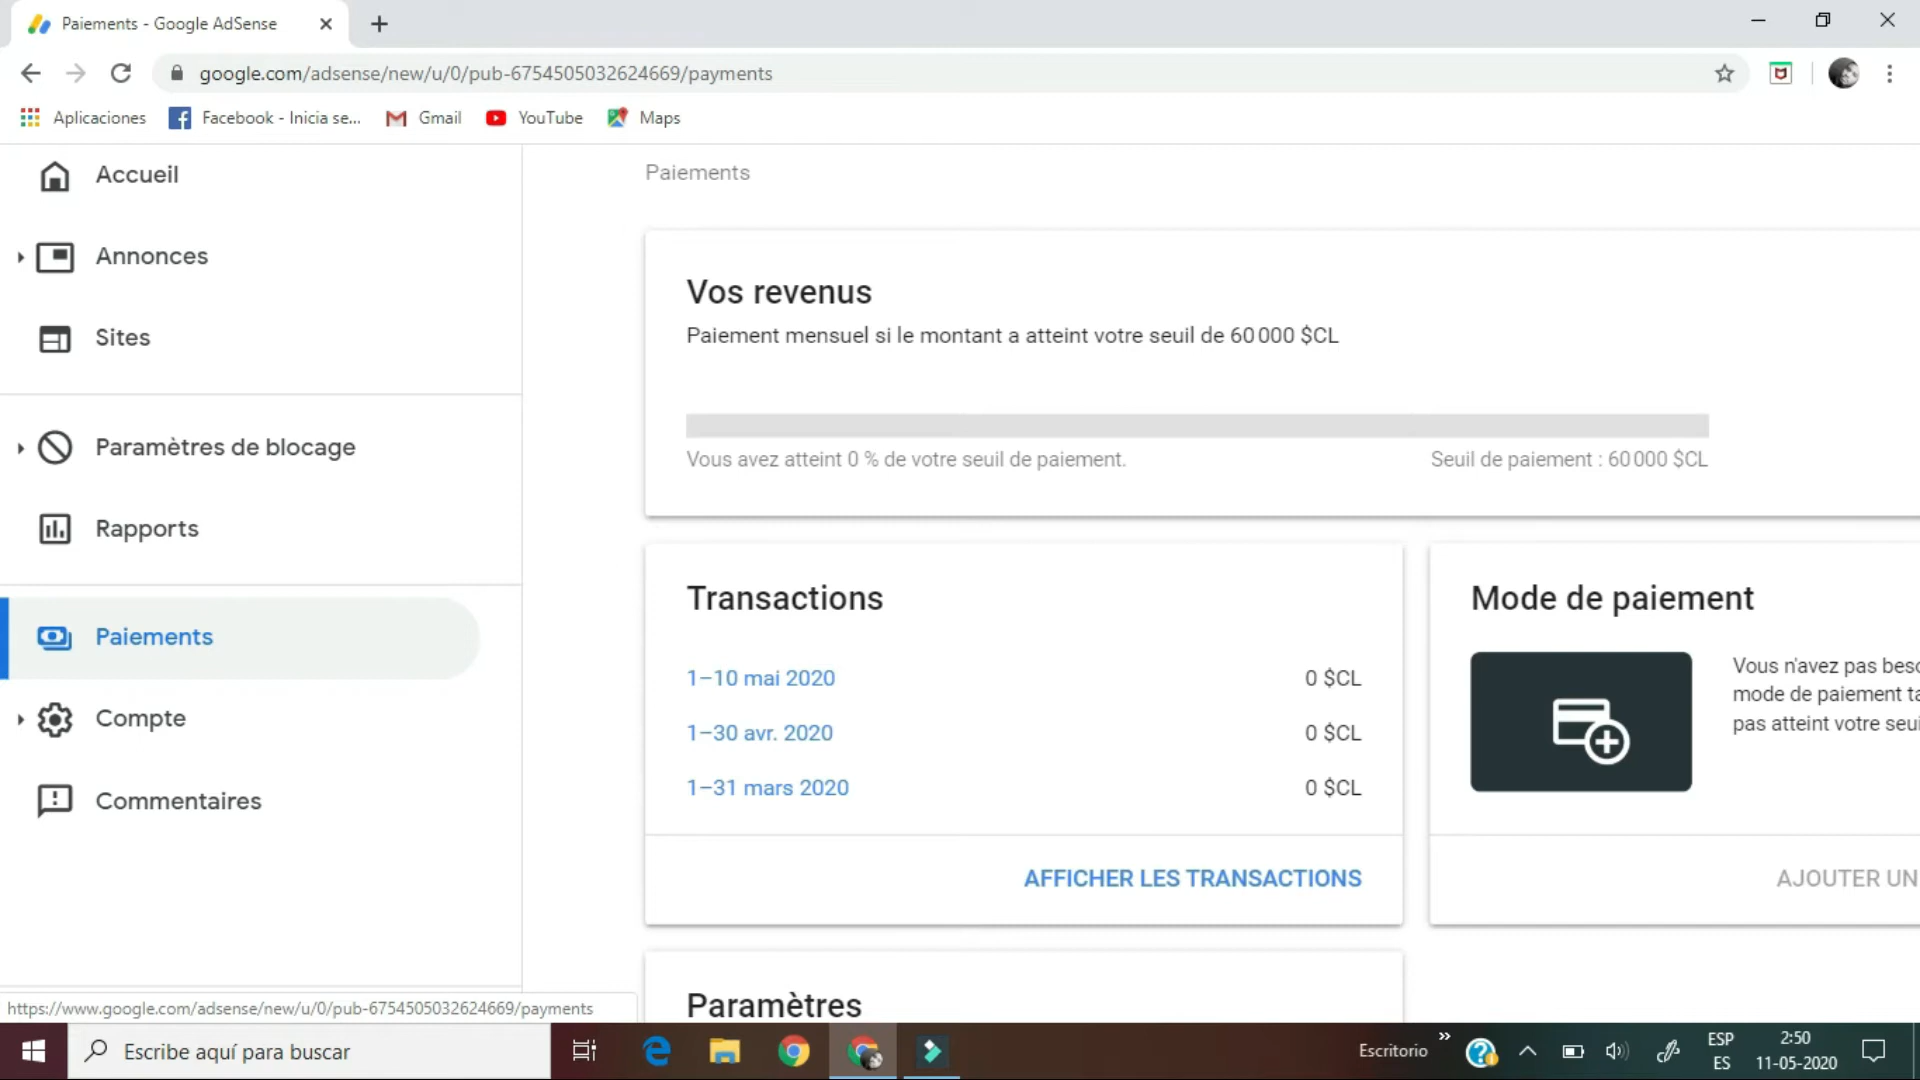 Paiements - Google AdSense
google.com/adsense/new/u/0/pub-6754505032624669/payments
Aplicaciones
Facebook - Inicia se...
Gmail
YouTube
Maps
Accueil
Annonces
Sites
Paramètres de blocage
Rapports
Paiements
Compte
Commentaires
Paiements
Vos revenus
Paiement mensuel si le montant a atteint votre seuil de 60 000 $CL
Vous avez atteint 0 % de votre seuil de paiement.
Seuil de paiement : 60 000 $CL
Transactions
1–10 mai 2020 0 $CL
1–30 avr. 2020 0 $CL
1–31 mars 2020 0 $CL
AFFICHER LES TRANSACTIONS
Mode de paiement
Vous n'avez pas beso
mode de paiement ta
pas atteint votre seui
AJOUTER UN
Paramètres
https://www.google.com/adsense/new/u/0/pub-6754505032624669/payments
Escribe aquí para buscar
Escritorio
ESP
ES
2:50
11-05-2020